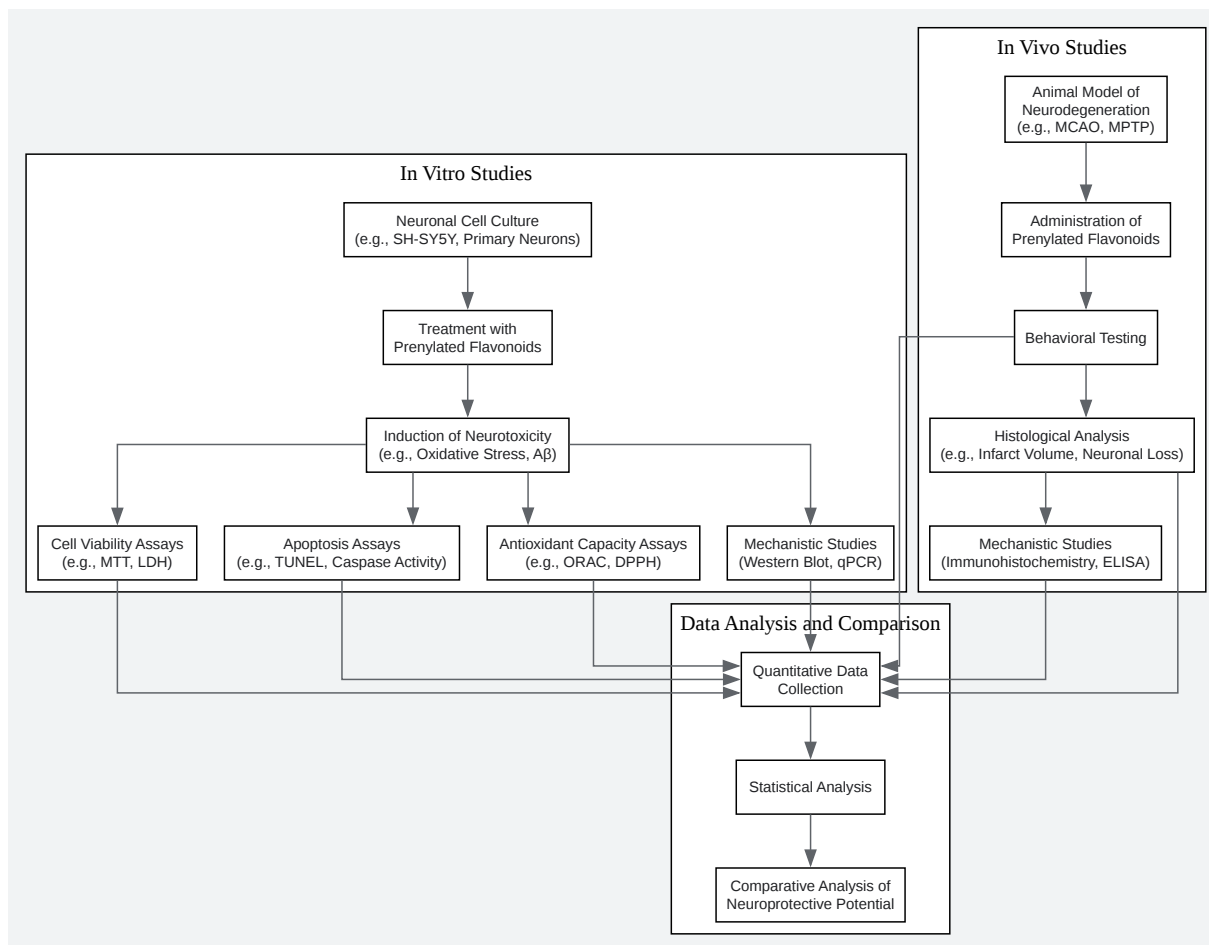 In Vivo Studies
Animal Model of
Neurodegeneration
(e.g., MCAO, MPTP)
Administration of
Prenylated Flavonoids
Behavioral Testing
Histological Analysis
(e.g., Infarct Volume, Neuronal Loss)
Mechanistic Studies
(Immunohistochemistry, ELISA)
In Vitro Studies
Neuronal Cell Culture
(e.g., SH-SY5Y, Primary Neurons)
Treatment with
Prenylated Flavonoids
Induction of Neurotoxicity
(e.g., Oxidative Stress, Aβ)
Cell Viability Assays
(e.g., MTT, LDH)
Apoptosis Assays
(e.g., TUNEL, Caspase Activity)
Antioxidant Capacity Assays
(e.g., ORAC, DPPH)
Mechanistic Studies
(Western Blot, qPCR)
Data Analysis and Comparison
Quantitative Data
Collection
Statistical Analysis
Comparative Analysis of
Neuroprotective Potential